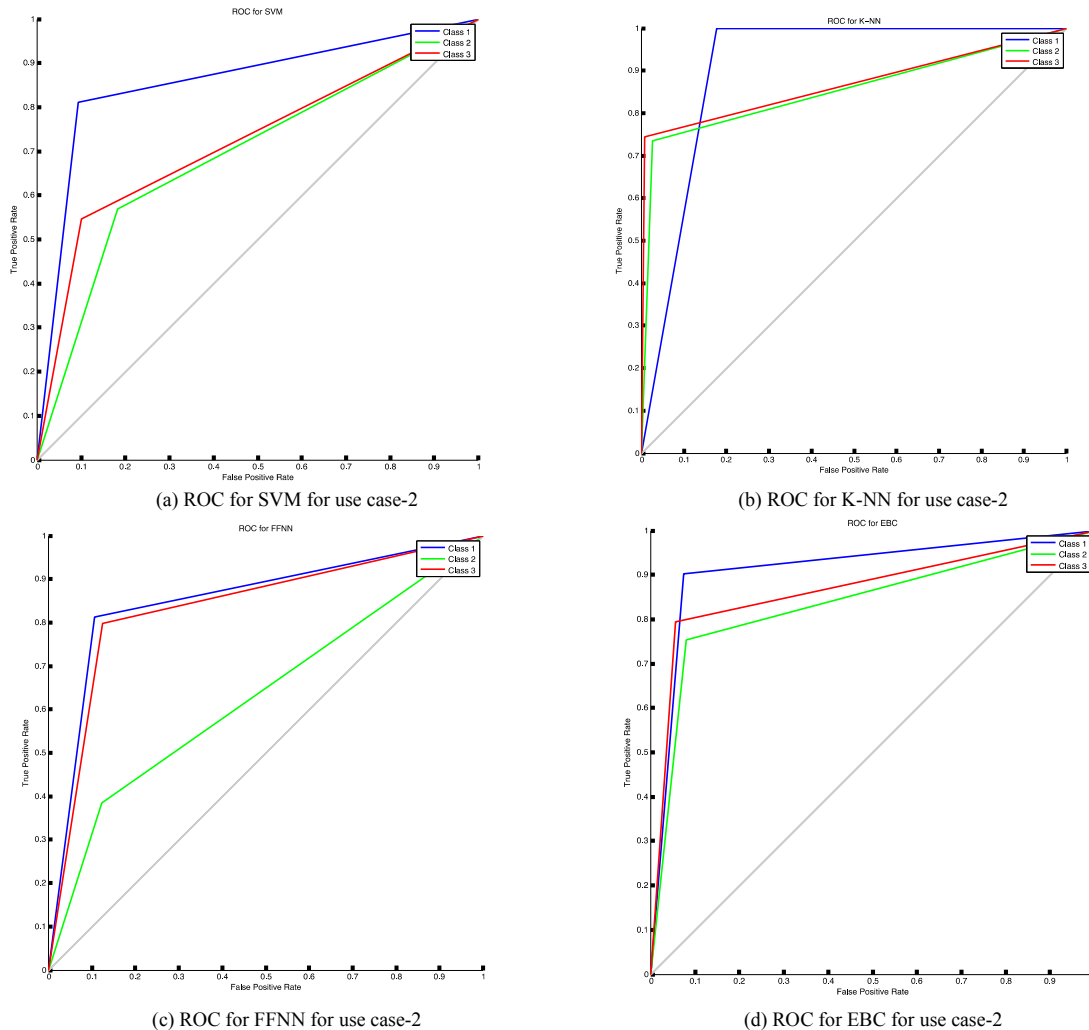 ROC for SVM
1
0.9
0.8
0.7
0.6
0.5
0.4
0.3
0.2
0.1
0
True Positive Rate
Class 1
Class 2
Class 3
0 0.1 0.2 0.3 0.4 0.5 0.6 0.7 0.8 0.9 1
False Positive Rate
(a) ROC for SVM for use case-2
ROC for K-NN
1
0.9
0.8
0.7
0.6
0.5
0.4
0.3
0.2
0.1
0
True Positive Rate
Class 1
Class 2
Class 3
0 0.1 0.2 0.3 0.4 0.5 0.6 0.7 0.8 0.9 1
False Positive Rate
(b) ROC for K-NN for use case-2
ROC for FFNN
1
0.9
0.8
0.7
0.6
0.5
0.4
0.3
0.2
0.1
0
True Positive Rate
Class 1
Class 2
Class 3
0 0.1 0.2 0.3 0.4 0.5 0.6 0.7 0.8 0.9 1
False Positive Rate
(c) ROC for FFNN for use case-2
ROC for EBC
1
0.9
0.8
0.7
0.6
0.5
0.4
0.3
0.2
0.1
0
True Positive Rate
Class 1
Class 2
Class 3
0 0.1 0.2 0.3 0.4 0.5 0.6 0.7 0.8 0.9
False Positive Rate
(d) ROC for EBC for use case-2